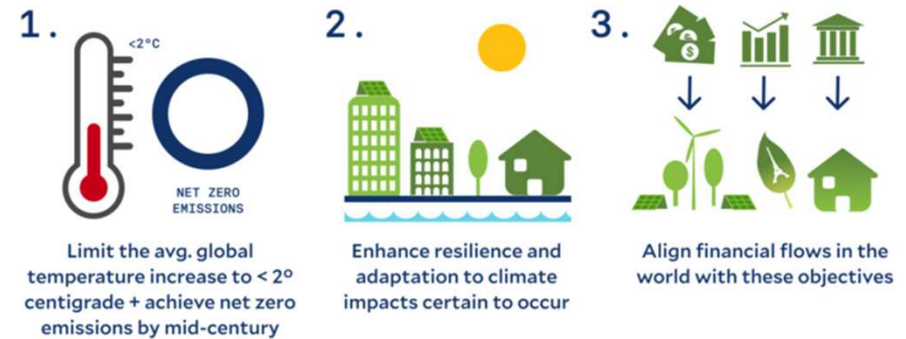 1.
<2°C
NET ZERO
EMISSIONS
Limit the avg. global
temperature increase to < 2º
centigrade + achieve net zero
emissions by mid-century
2.
Enhance resilience and
adaptation to climate
impacts certain to occur
3.
$
Align financial flows in the
world with these objectives